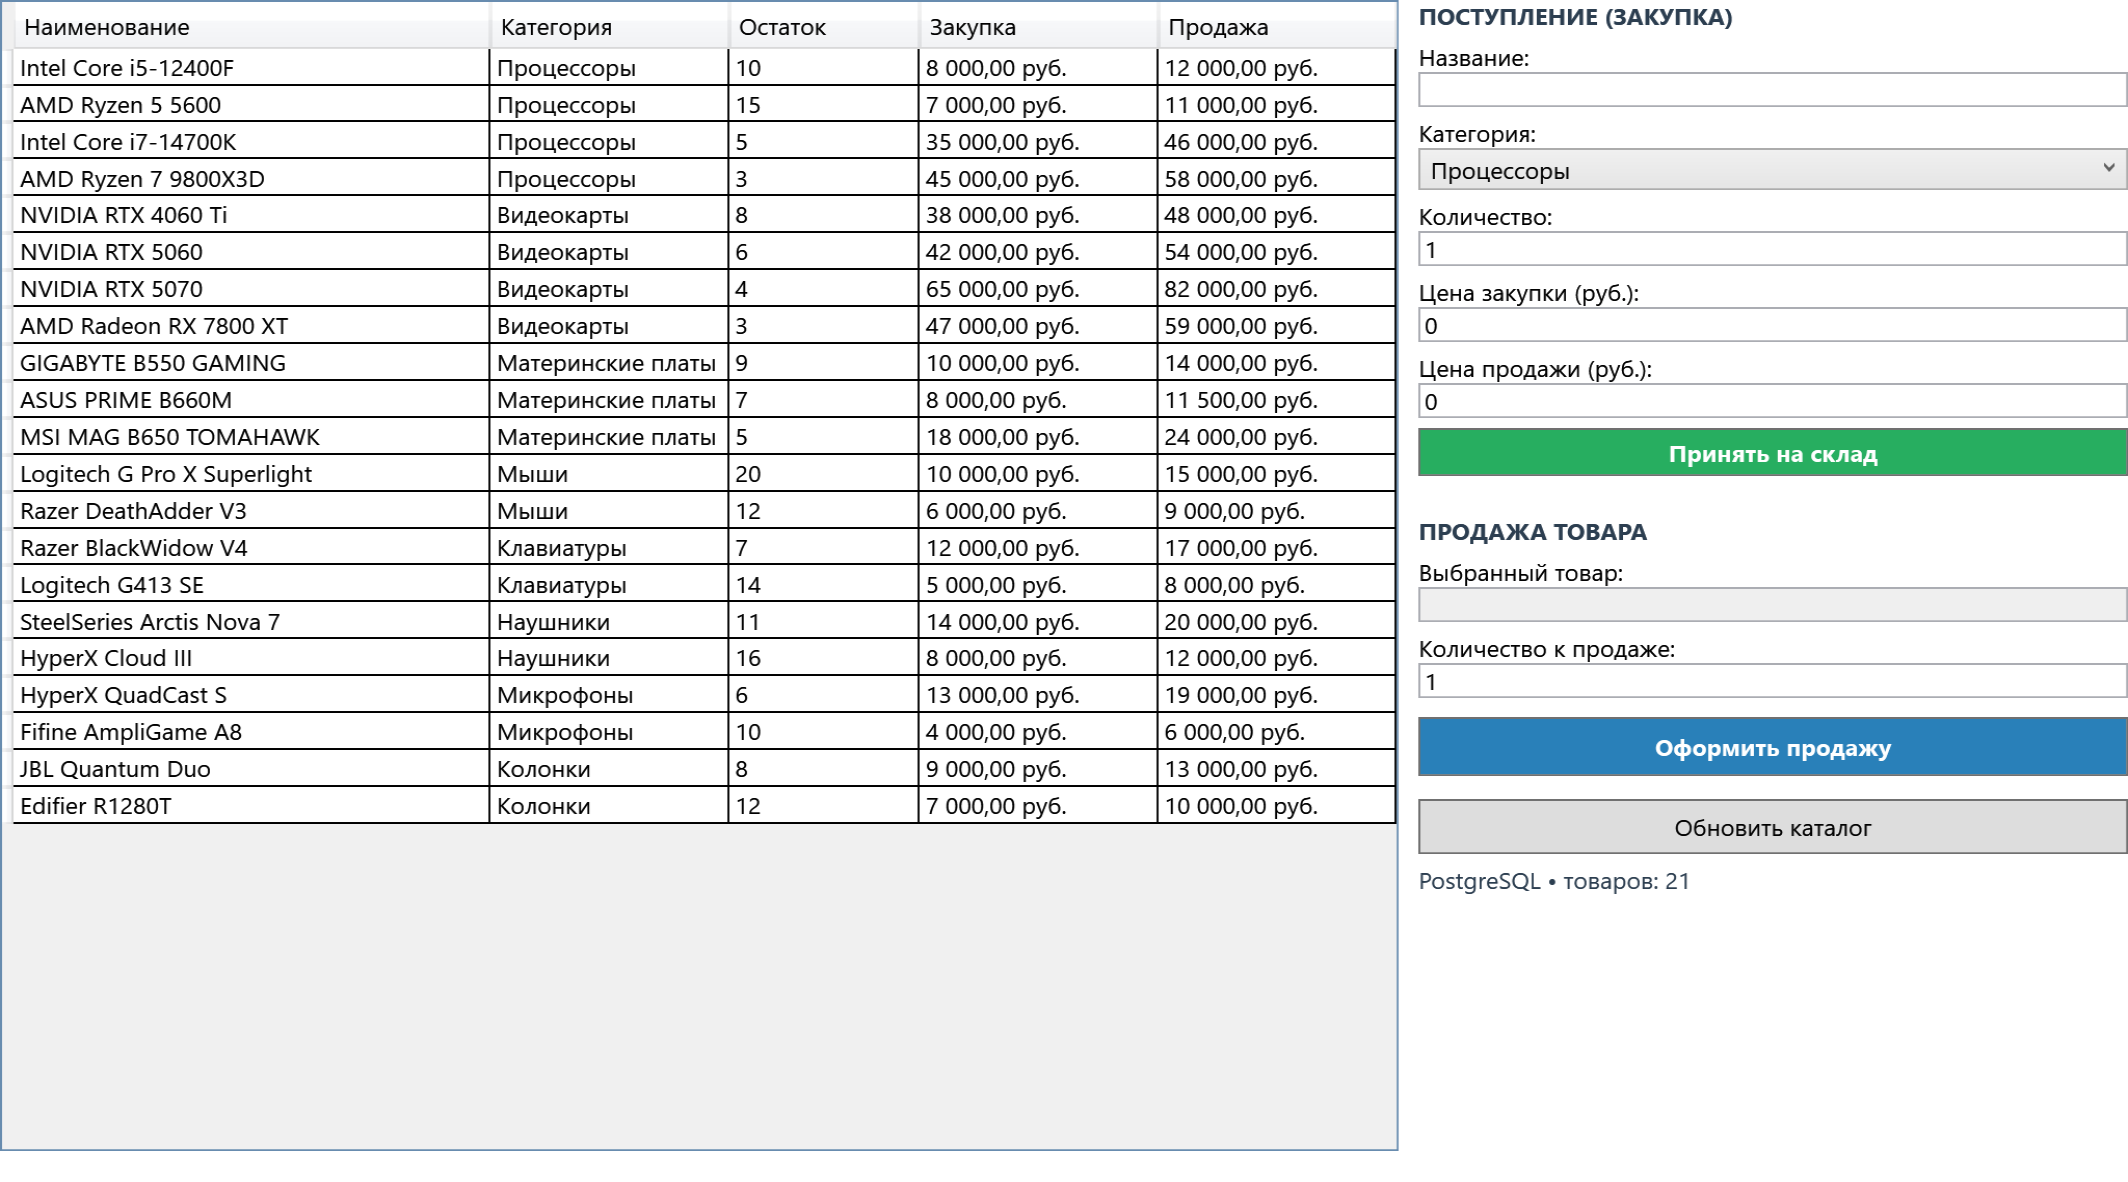 Наименование Категория Остаток Закупка Продажа
Intel Core i5-12400F Процессоры 10 8 000,00 руб. 12 000,00 руб.
AMD Ryzen 5 5600 Процессоры 15 7 000,00 руб. 11 000,00 руб.
Intel Core i7-14700K Процессоры 5 35 000,00 руб. 46 000,00 руб.
AMD Ryzen 7 9800X3D Процессоры 3 45 000,00 руб. 58 000,00 руб.
NVIDIA RTX 4060 Ti Видеокарты 8 38 000,00 руб. 48 000,00 руб.
NVIDIA RTX 5060 Видеокарты 6 42 000,00 руб. 54 000,00 руб.
NVIDIA RTX 5070 Видеокарты 4 65 000,00 руб. 82 000,00 руб.
AMD Radeon RX 7800 XT Видеокарты 3 47 000,00 руб. 59 000,00 руб.
GIGABYTE B550 GAMING Материнские платы 9 10 000,00 руб. 14 000,00 руб.
ASUS PRIME B660M Материнские платы 7 8 000,00 руб. 11 500,00 руб.
MSI MAG B650 TOMAHAWK Материнские платы 5 18 000,00 руб. 24 000,00 руб.
Logitech G Pro X Superlight Мыши 20 10 000,00 руб. 15 000,00 руб.
Razer DeathAdder V3 Мыши 12 6 000,00 руб. 9 000,00 руб.
Razer BlackWidow V4 Клавиатуры 7 12 000,00 руб. 17 000,00 руб.
Logitech G413 SE Клавиатуры 14 5 000,00 руб. 8 000,00 руб.
SteelSeries Arctis Nova 7 Наушники 11 14 000,00 руб. 20 000,00 руб.
HyperX Cloud III Наушники 16 8 000,00 руб. 12 000,00 руб.
HyperX QuadCast S Микрофоны 6 13 000,00 руб. 19 000,00 руб.
Fifine AmpliGame A8 Микрофоны 10 4 000,00 руб. 6 000,00 руб.
JBL Quantum Duo Колонки 8 9 000,00 руб. 13 000,00 руб.
Edifier R1280T Колонки 12 7 000,00 руб. 10 000,00 руб.
ПОСТУПЛЕНИЕ (ЗАКУПКА)
Название:
Категория:
Процессоры
Количество:
1
Цена закупки (руб.):
0
Цена продажи (руб.):
0
Принять на склад
ПРОДАЖА ТОВАРА
Выбранный товар:
Количество к продаже:
1
Оформить продажу
Обновить каталог
PostgreSQL • товаров: 21